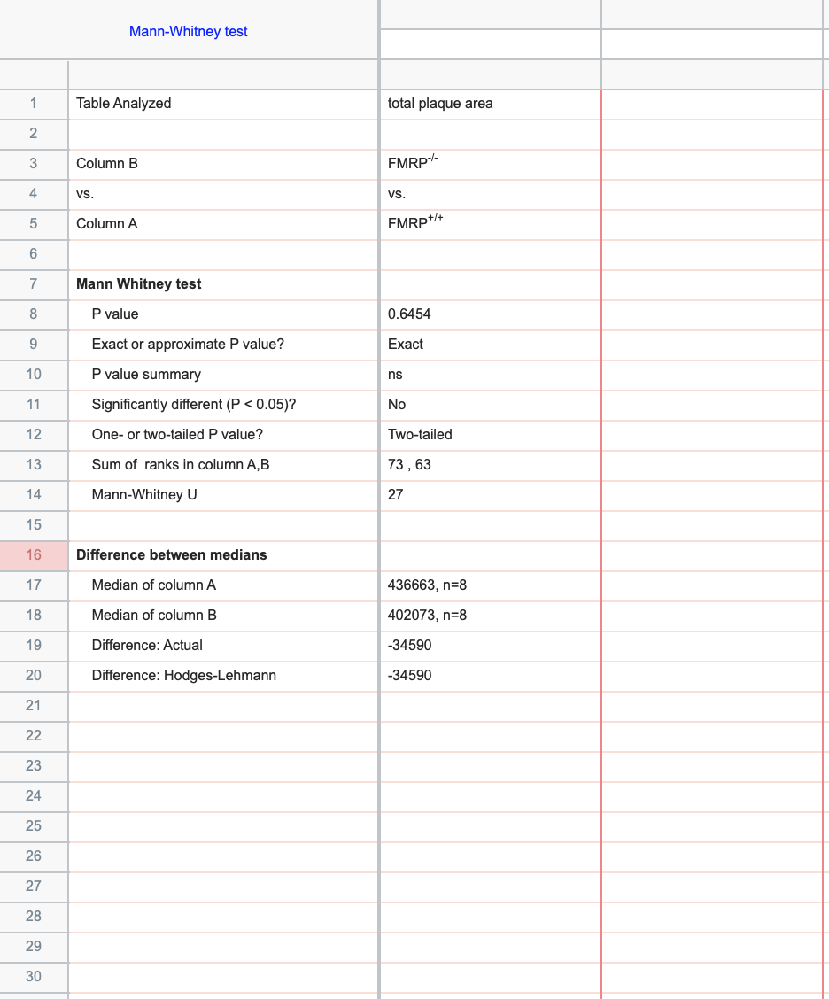 Mann-Whitney test
1 Table Analyzed total plaque area
2
3 Column B FMRP-/-
4 vs. vs.
5 Column A FMRP+/+
6
7 Mann Whitney test
8 P value 0.6454
9 Exact or approximate P value? Exact
10 P value summary ns
11 Significantly different (P < 0.05)? No
12 One- or two-tailed P value? Two-tailed
13 Sum of  ranks in column A,B 73 , 63
14 Mann-Whitney U 27
15
16 Difference between medians
17 Median of column A 436663, n=8
18 Median of column B 402073, n=8
19 Difference: Actual -34590
20 Difference: Hodges-Lehmann -34590
21
22
23
24
25
26
27
28
29
30